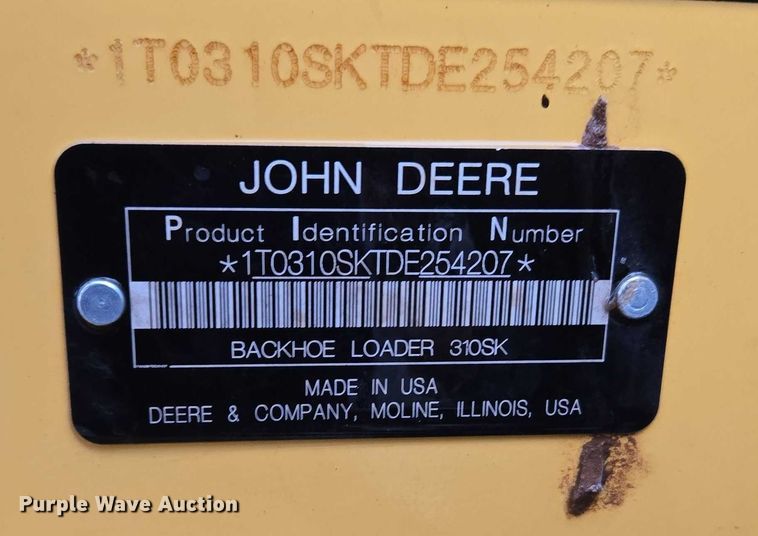 *1T0310SKTDE254207*
JOHN DEERE
Product Identification Number
*1T0310SKTDE254207*
BACKHOE LOADER 310SK
MADE IN USA
DEERE & COMPANY, MOLINE, ILLINOIS, USA
Purple Wave Auction